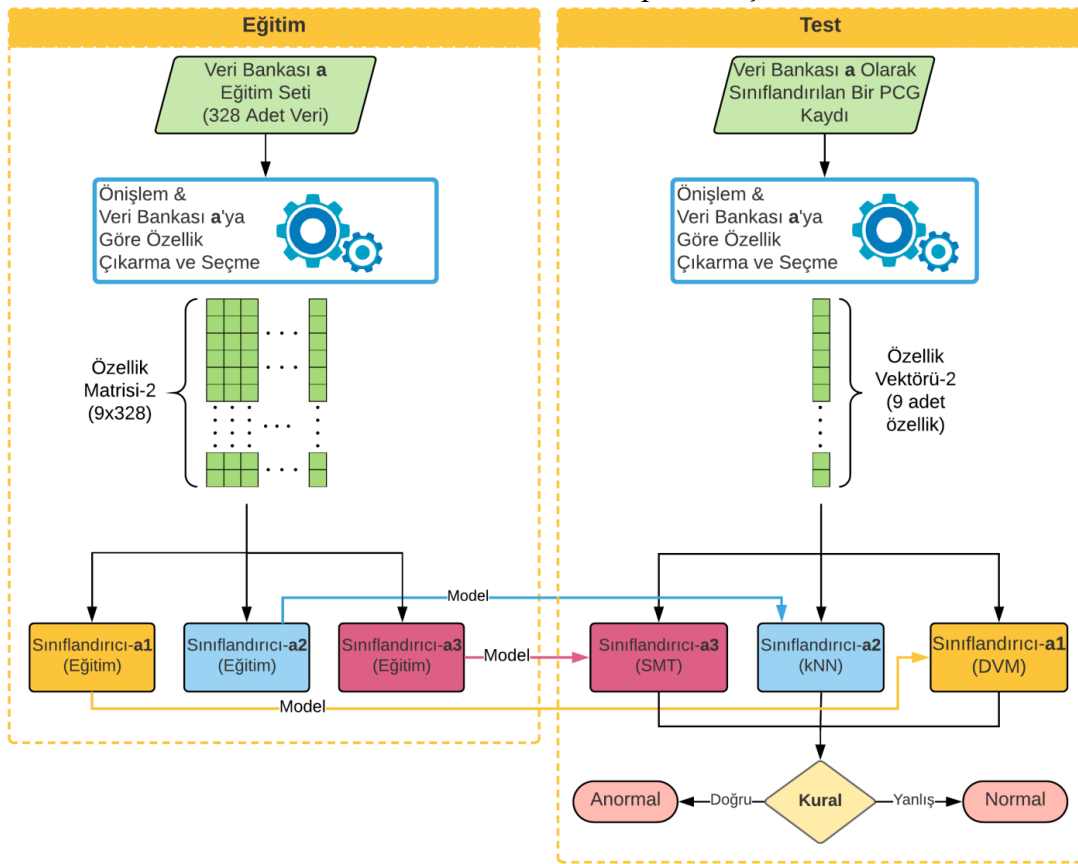 Eğitim
Veri Bankası a
Eğitim Seti
(328 Adet Veri)
Önişlem &
Veri Bankası a'ya
Göre Özellik
Çıkarma ve Seçme
Özellik
Matrisi-2
(9x328)
Sınıflandırıcı-a1
(Eğitim)
Sınıflandırıcı-a2
(Eğitim)
Sınıflandırıcı-a3
(Eğitim)
Model
Model
Model
Test
Veri Bankası a Olarak
Sınıflandırılan Bir PCG
Kaydı
Önişlem &
Veri Bankası a'ya
Göre Özellik
Çıkarma ve Seçme
Özellik
Vektörü-2
(9 adet
özellik)
Sınıflandırıcı-a3
(SMT)
Sınıflandırıcı-a2
(kNN)
Sınıflandırıcı-a1
(DVM)
Anormal
Doğru
Kural
Yanlış
Normal